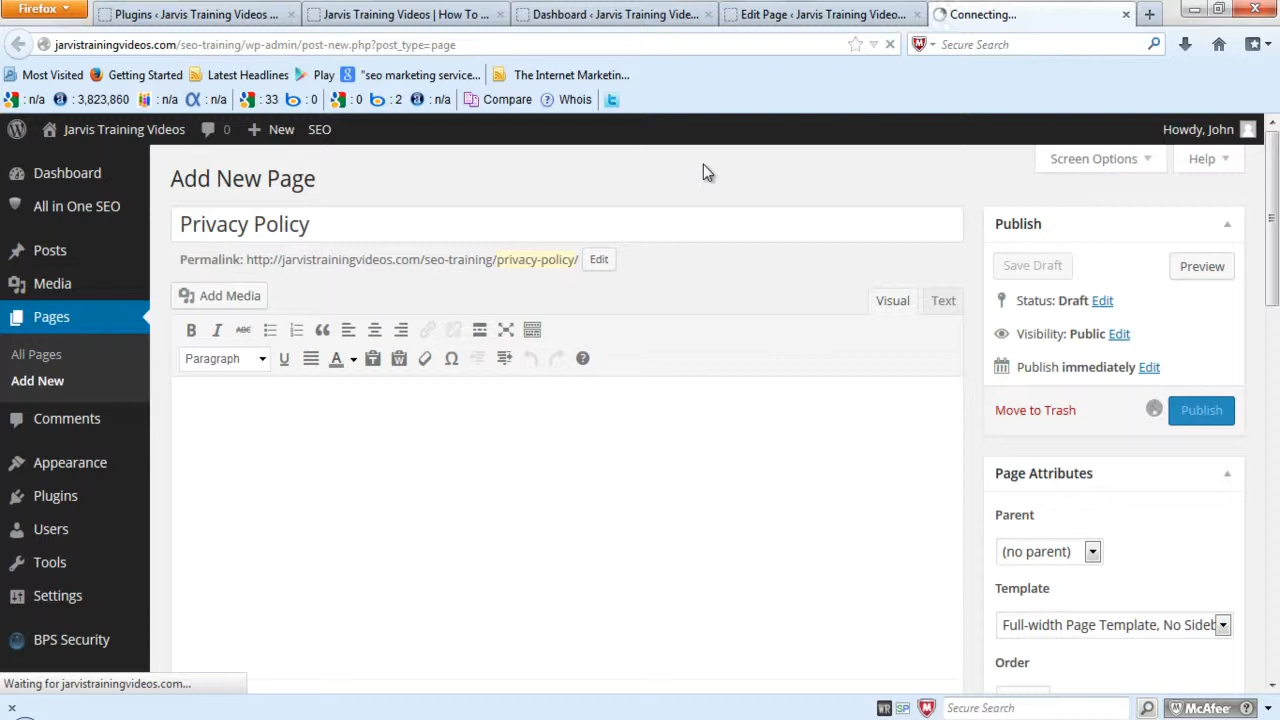 Firefox
Plugins ‹ Jarvis Training Videos ...
Jarvis Training Videos | How To ...
Dashboard ‹ Jarvis Training Video...
Edit Page ‹ Jarvis Training Video...
Connecting...
jarvistrainingvideos.com/seo-training/wp-admin/post-new.php?post_type=page
Secure Search
Most Visited
Getting Started
Latest Headlines
Play
"seo marketing service...
The Internet Marketin...
: n/a
: 3,823,860
: n/a
: n/a
: 33
: 0
: 0
: 2
: n/a
Compare
Whois
Jarvis Training Videos
0
New
SEO
Howdy, John
Dashboard
All in One SEO
Posts
Media
Pages
All Pages
Add New
Comments
Appearance
Plugins
Users
Tools
Settings
BPS Security
Screen Options
Help
Add New Page
Privacy Policy
Permalink: http://jarvistrainingvideos.com/seo-training/privacy-policy/
Edit
Add Media
Visual
Text
B I ABC
Paragraph
U
A
Publish
Save Draft
Preview
Status: Draft Edit
Visibility: Public Edit
Publish immediately Edit
Move to Trash
Publish
Page Attributes
Parent
(no parent)
Template
Full-width Page Template, No Sideb
Order
Waiting for jarvistrainingvideos.com...
WR
SP
Secure Search
McAfee